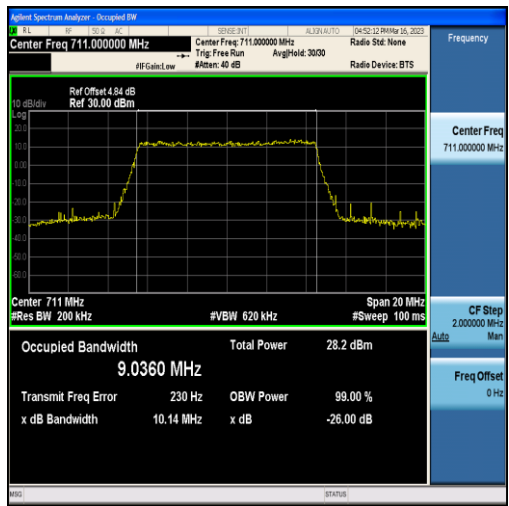 Agilent Spectrum Analyzer - Occupied BW
RL RF 50 Ω AC SENSE:INT ALIGN AUTO 04:52:12 PM Mar 16, 2023
Center Freq 711.000000 MHz
Center Freq: 711.000000 MHz
Radio Std: None
Trig: Free Run Avg|Hold: 30/30
#IFGain:Low
#Atten: 40 dB
Radio Device: BTS
Frequency
Ref Offset 4.84 dB
10 dB/div Ref 30.00 dBm
Log
20.0
10.0
0.00
-10.0
-20.0
-30.0
-40.0
-50.0
-60.0
Center Freq
711.000000 MHz
Center 711 MHz
Span 20 MHz
#Res BW 200 kHz
#VBW 620 kHz
#Sweep 100 ms
CF Step
2.000000 MHz
Auto Man
Occupied Bandwidth
Total Power 28.2 dBm
9.0360 MHz
Freq Offset
0 Hz
Transmit Freq Error 230 Hz OBW Power 99.00 %
x dB Bandwidth 10.14 MHz x dB -26.00 dB
MSG STATUS